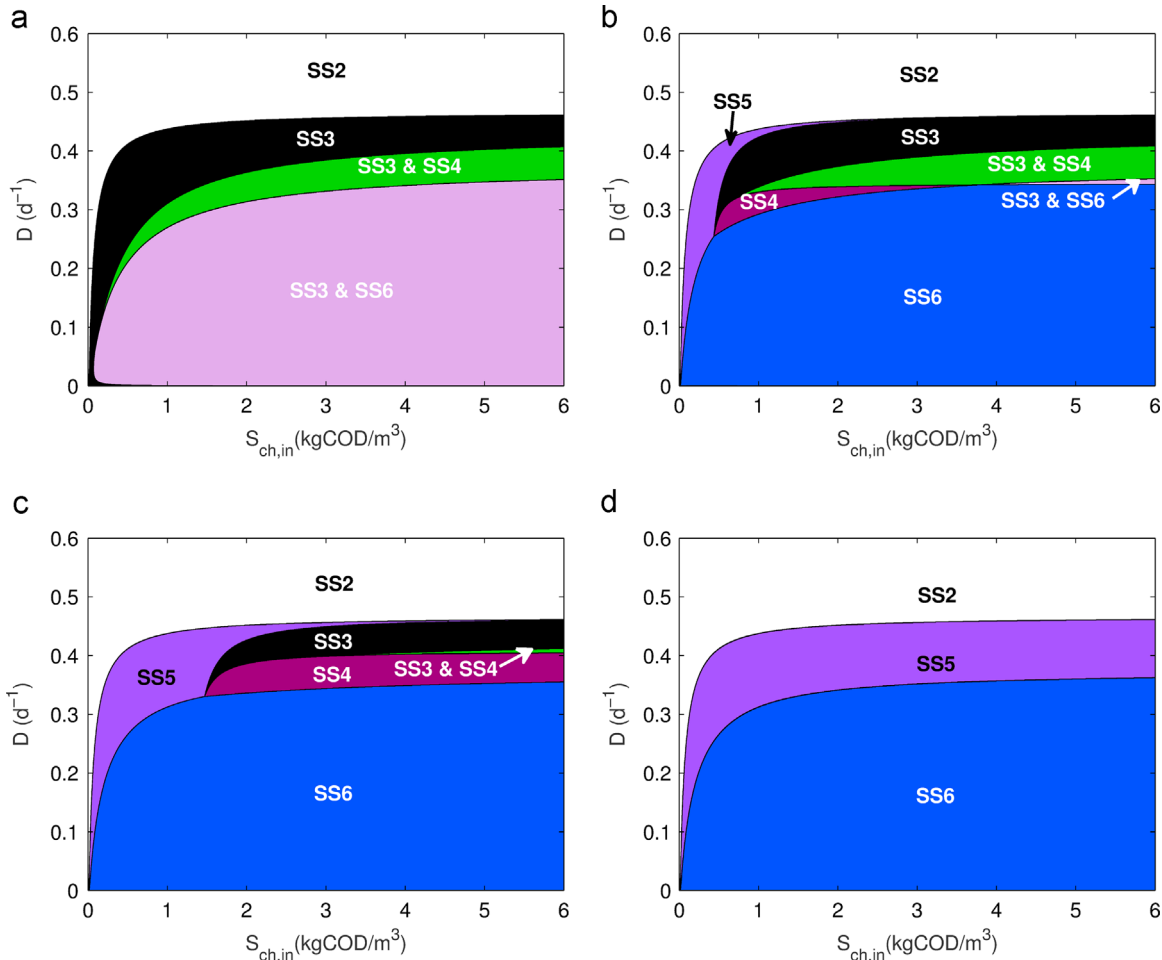 a
0.6
0.5
0.4
0.3
0.2
0.1
0
D (d⁻¹)
SS2
SS3
SS3 & SS4
SS3 & SS6
0 1 2 3 4 5 6
S_ch,in(kgCOD/m³)
b
0.6
0.5
0.4
0.3
0.2
0.1
0
D (d⁻¹)
SS2
SS5
SS3
SS3 & SS4
SS4
SS3 & SS6
SS6
0 1 2 3 4 5 6
S_ch,in(kgCOD/m³)
c
0.6
0.5
0.4
0.3
0.2
0.1
0
D (d⁻¹)
SS2
SS3
SS5
SS4
SS3 & SS4
SS6
0 1 2 3 4 5 6
S_ch,in(kgCOD/m³)
d
0.6
0.5
0.4
0.3
0.2
0.1
0
D (d⁻¹)
SS2
SS5
SS6
0 1 2 3 4 5 6
S_ch,in(kgCOD/m³)